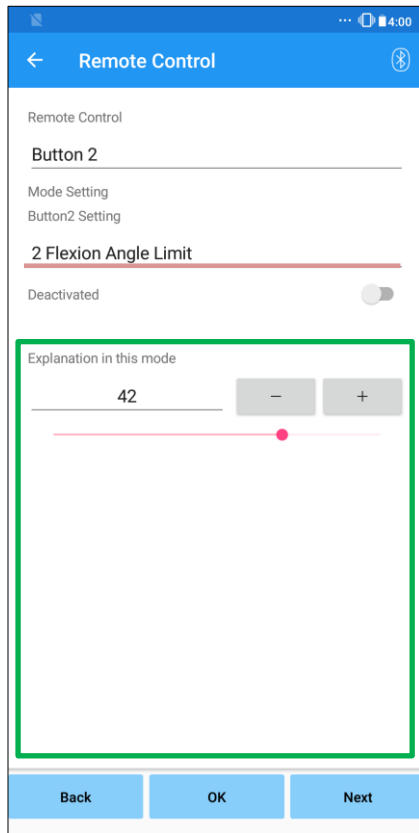 ... 4:00
Remote Control
Remote Control
Button 2
Mode Setting
Button2 Setting
2 Flexion Angle Limit
Deactivated
Explanation in this mode
42 − +
Back OK Next